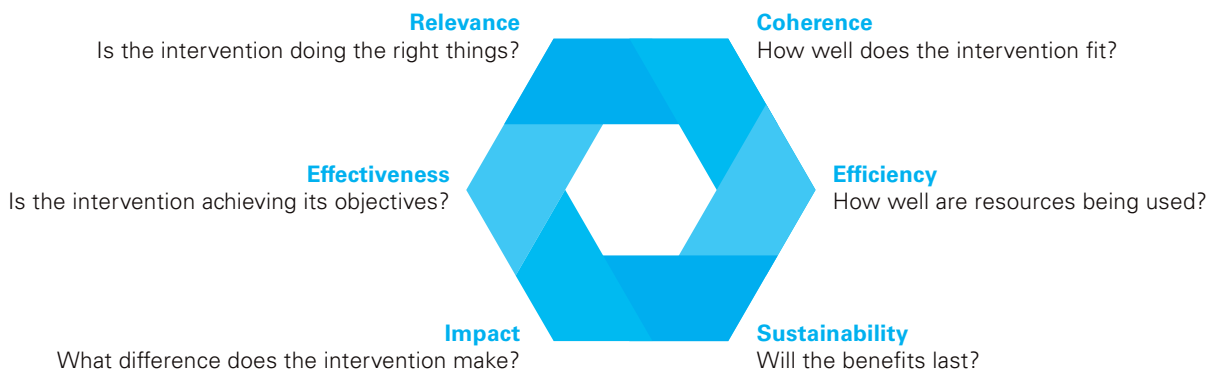 Relevance
Is the intervention doing the right things?
Coherence
How well does the intervention fit?
Effectiveness
Is the intervention achieving its objectives?
Efficiency
How well are resources being used?
Impact
What difference does the intervention make?
Sustainability
Will the benefits last?